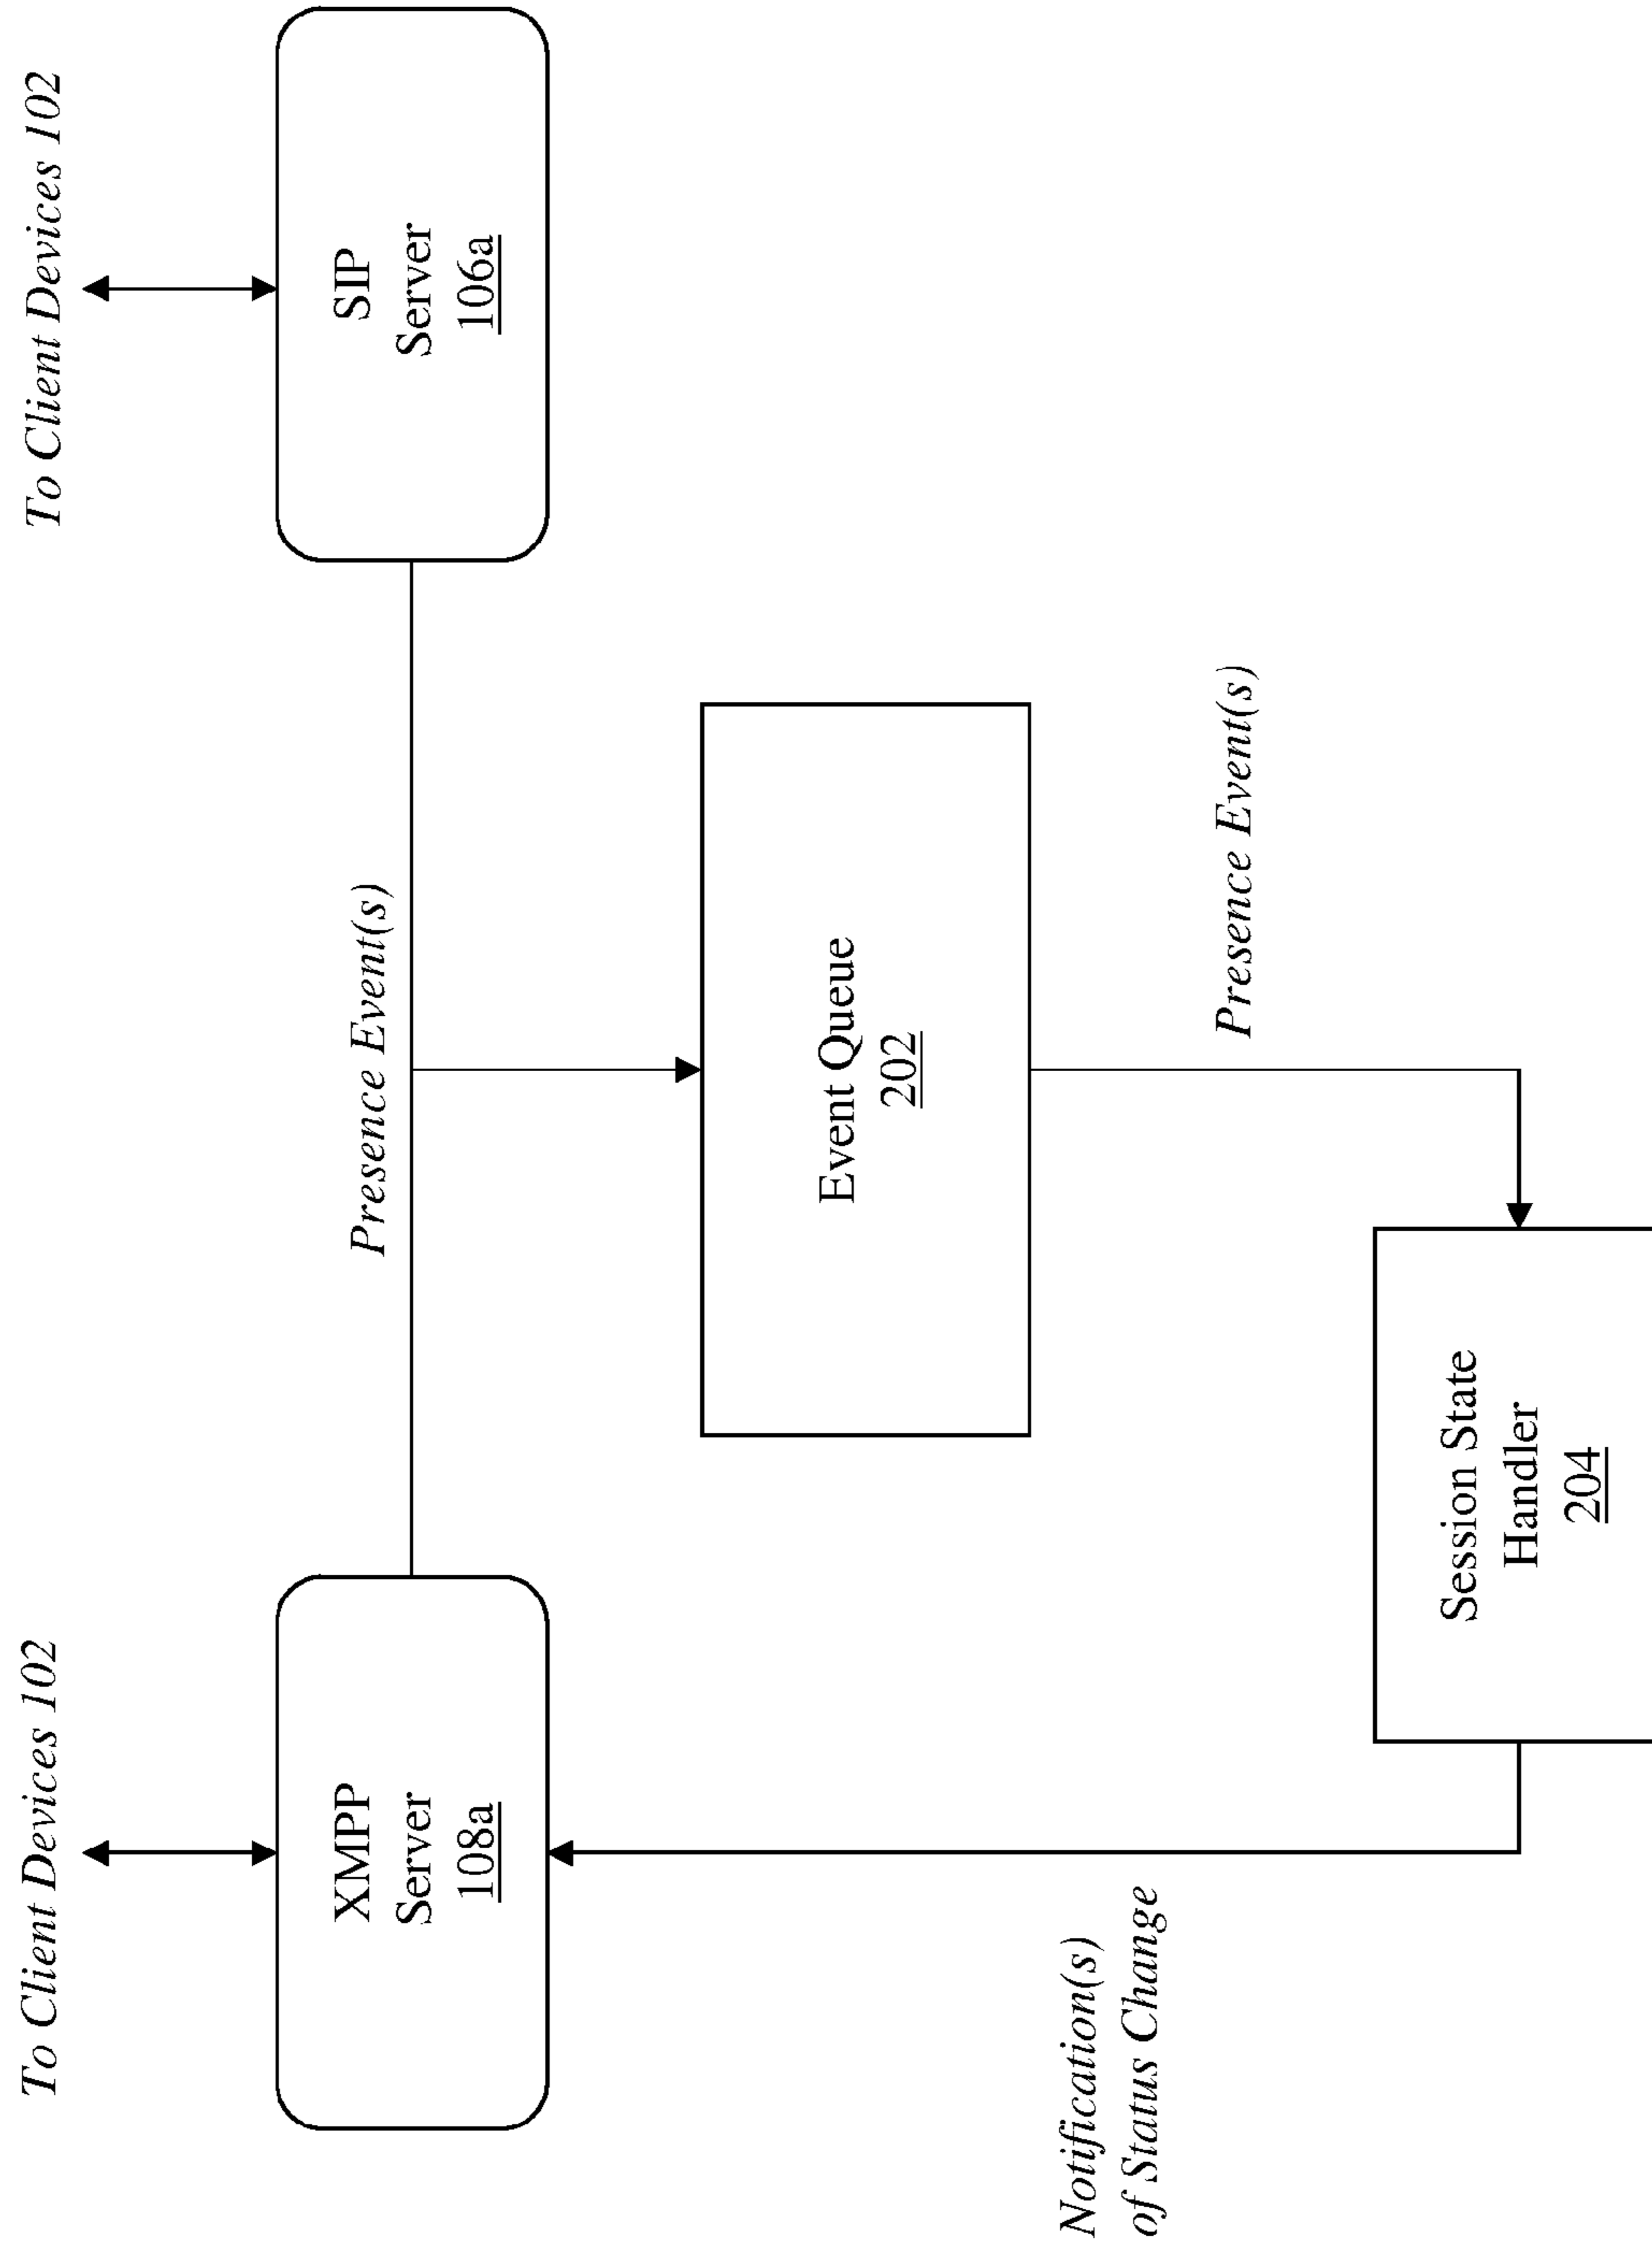 To Client Devices 102
To Client Devices 102
XMPP
Server
108a
Presence Event(s)
SIP
Server
106a
Event Queue
202
Notification(s)
of Status Change
Presence Event(s)
Session State
Handler
204